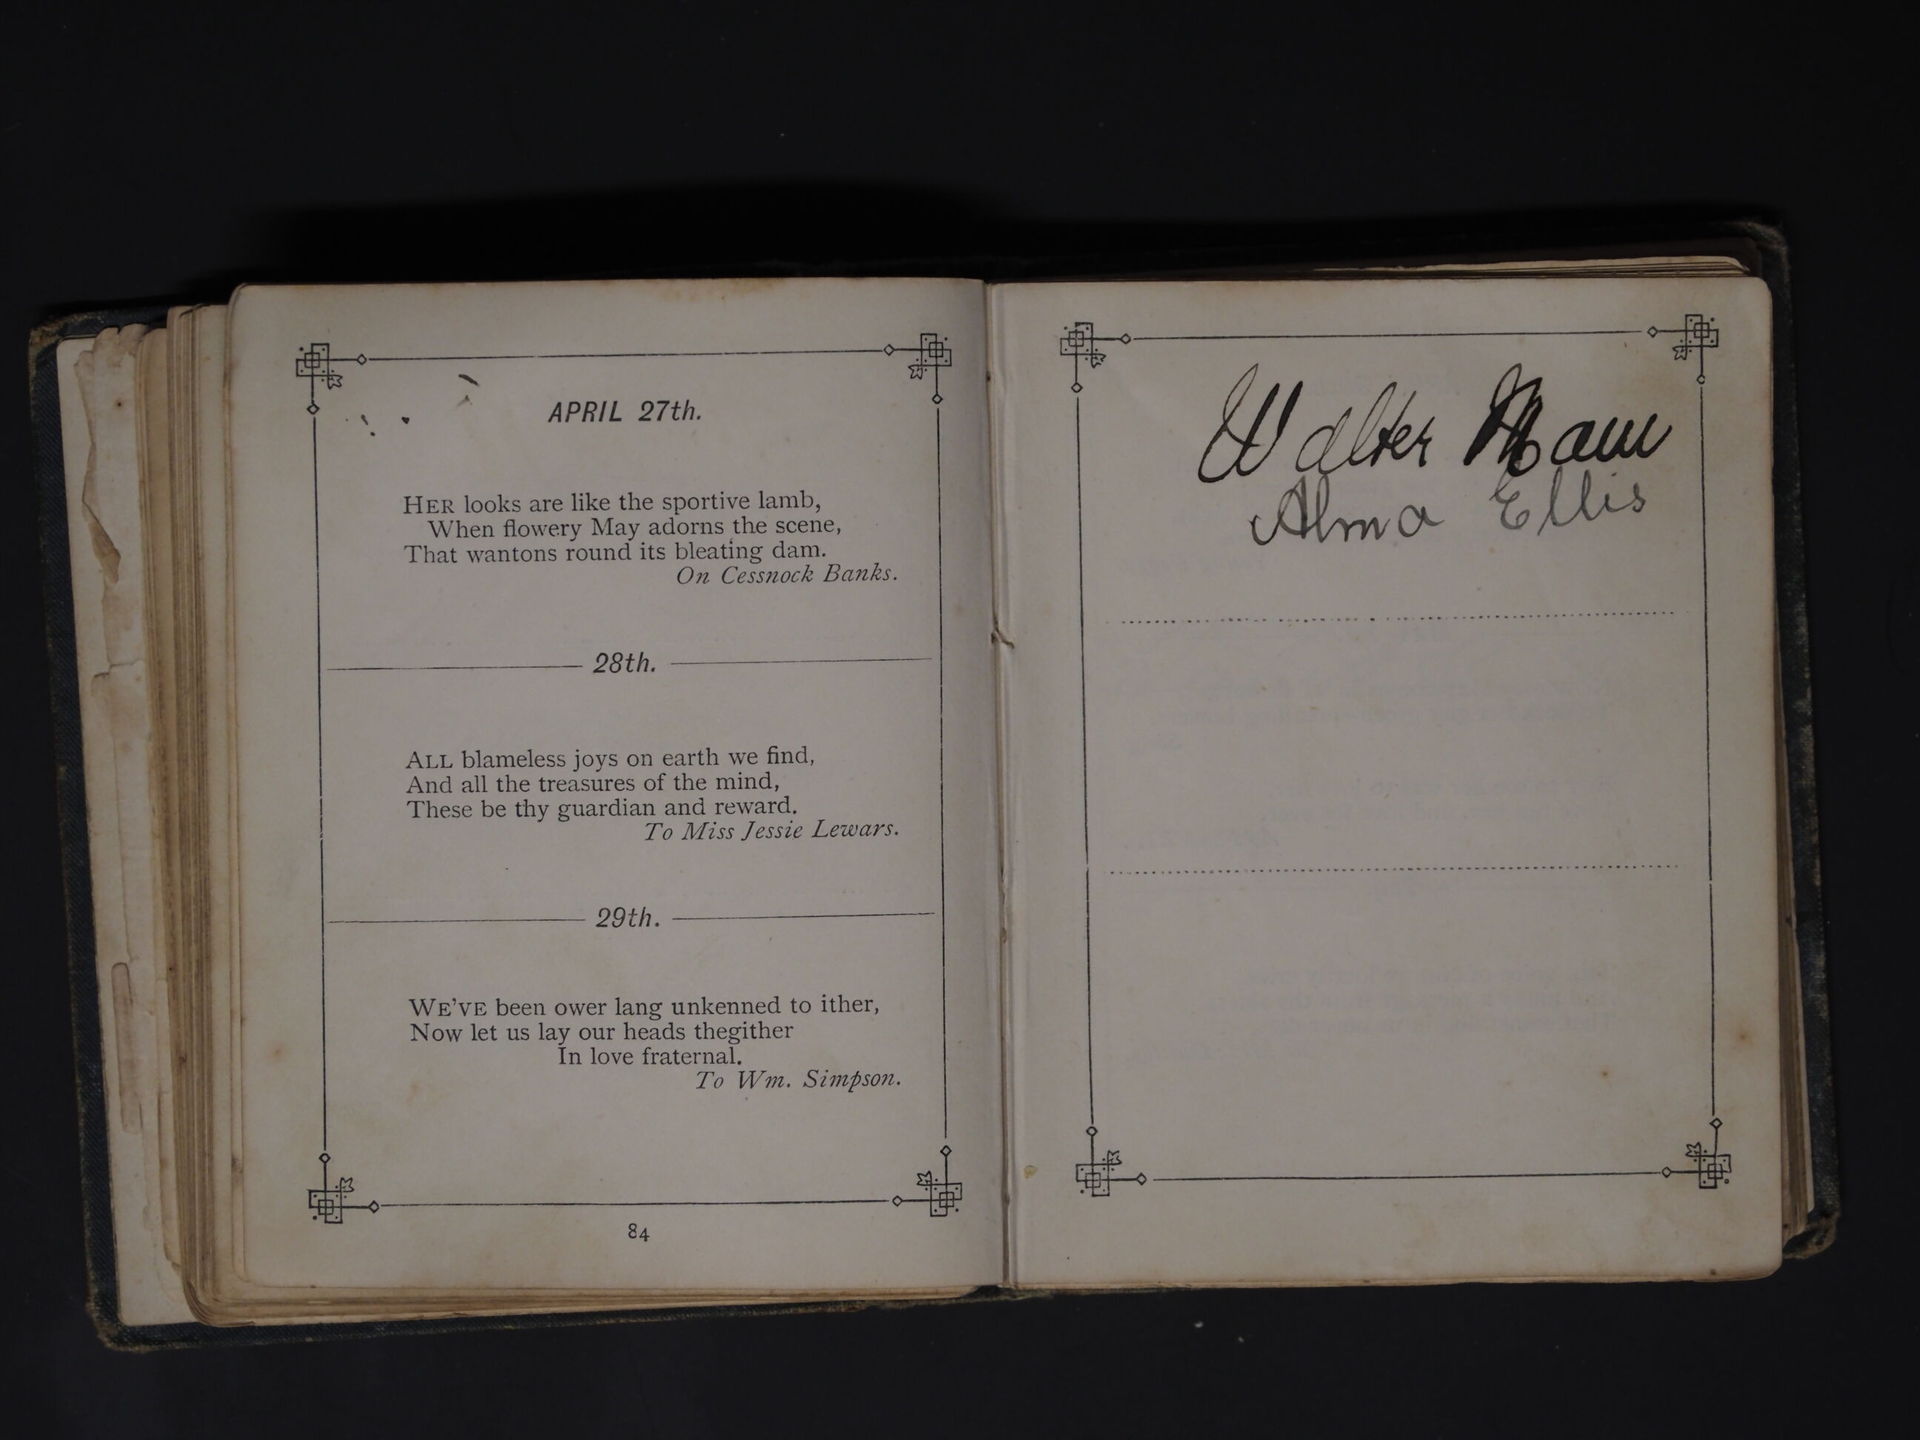 APRIL 27th.
HER looks are like the sportive lamb,
When flowery May adorns the scene,
That wantons round its bleating dam.
On Cessnock Banks.
28th.
ALL blameless joys on earth we find,
And all the treasures of the mind,
These be thy guardian and reward.
To Miss Jessie Lewars.
29th.
WE'VE been ower lang unkenned to ither,
Now let us lay our heads thegither
In love fraternal.
To Wm. Simpson.
84
Walter
Alma Ellis